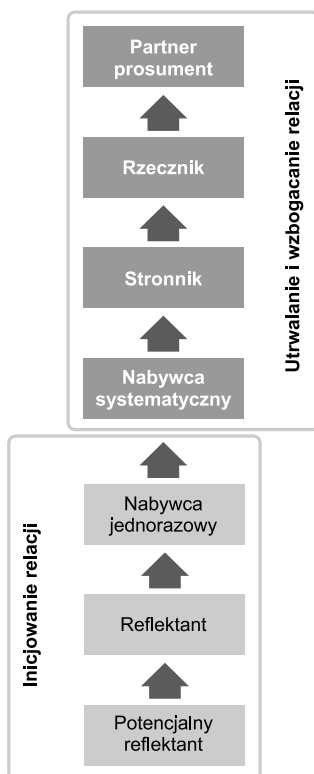 Partner
prosument
Rzecznik
Stronnik
Nabywca
systematyczny
Utrwalanie i wzbogacanie relacji
Nabywca
jednorazowy
Reflektant
Potencjalny
reflektant
Inicjowanie relacji